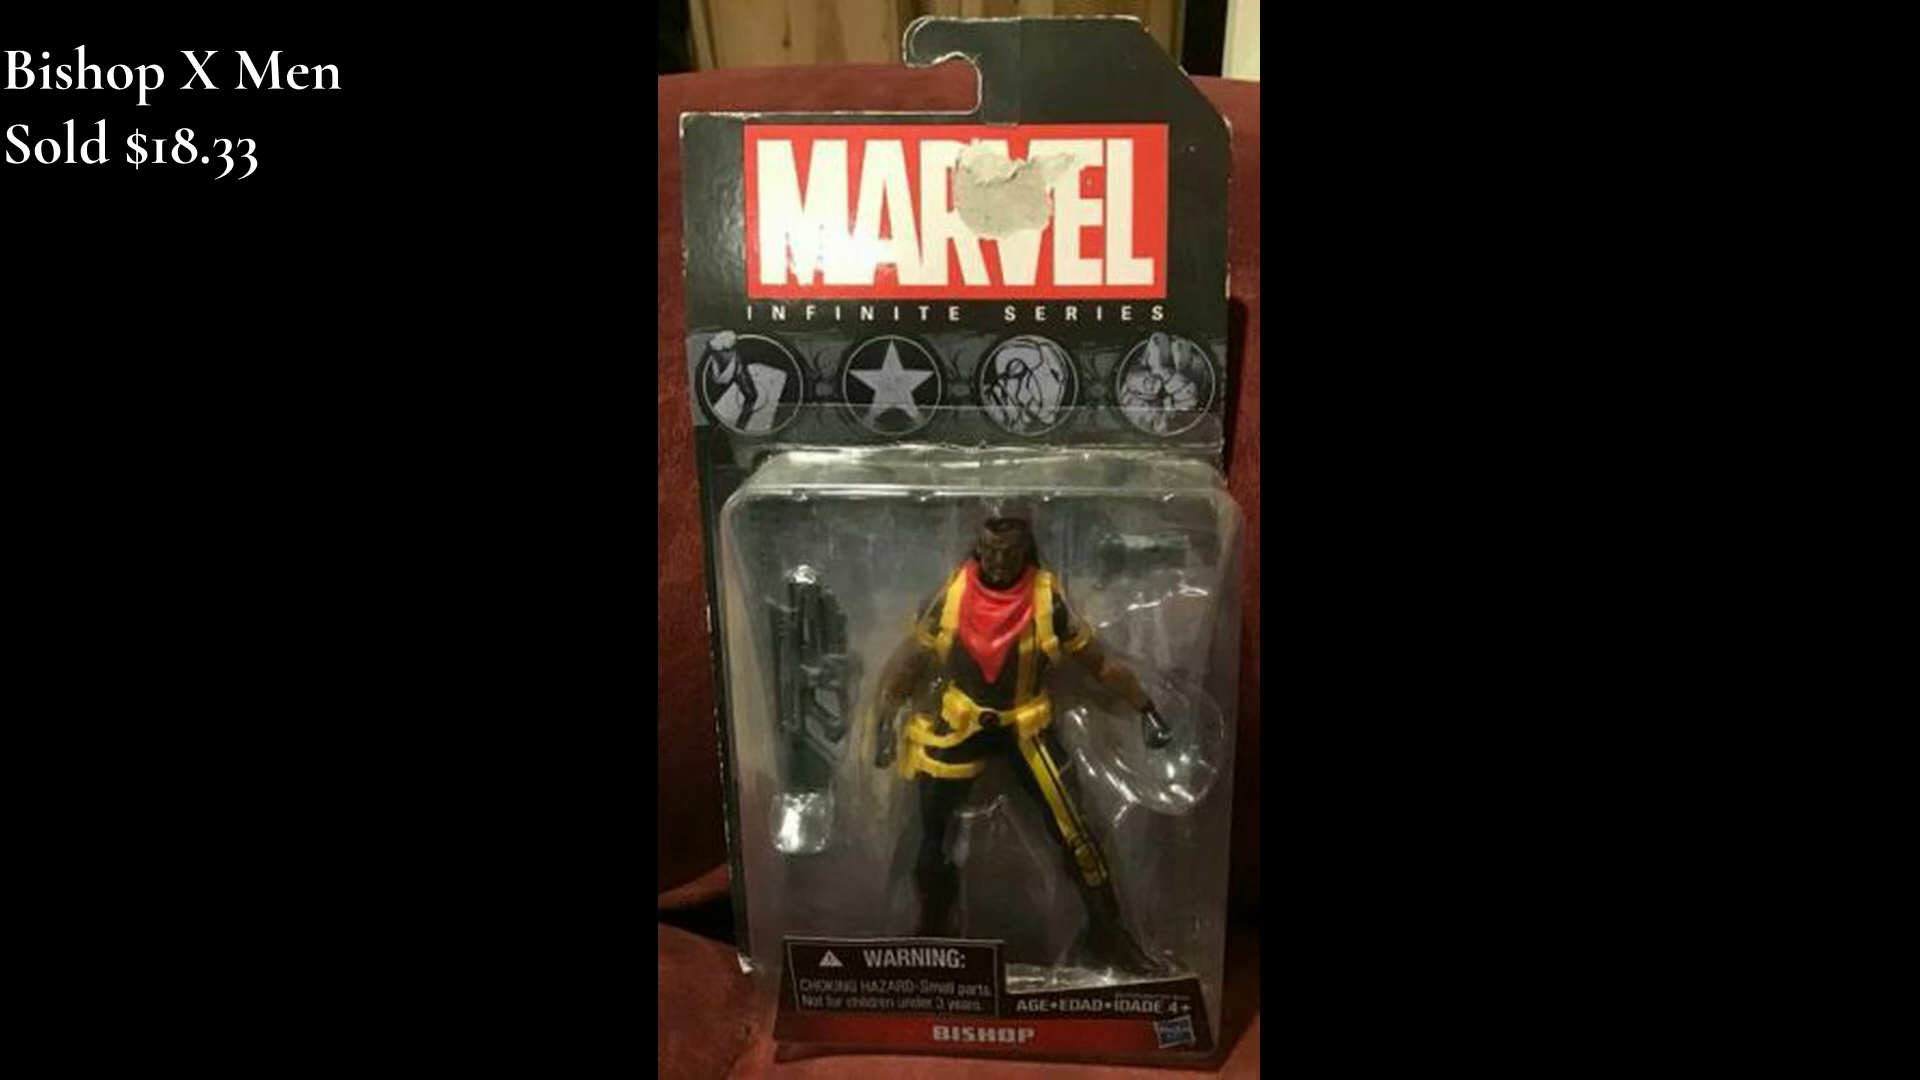 Bishop X Men
Sold $18.33
MARVEL
INFINITE SERIES
WARNING:
CHOKING HAZARD-Small parts.
Not for children under 3 years.
AGE•EDAD•IDADE 4+
BISHOP